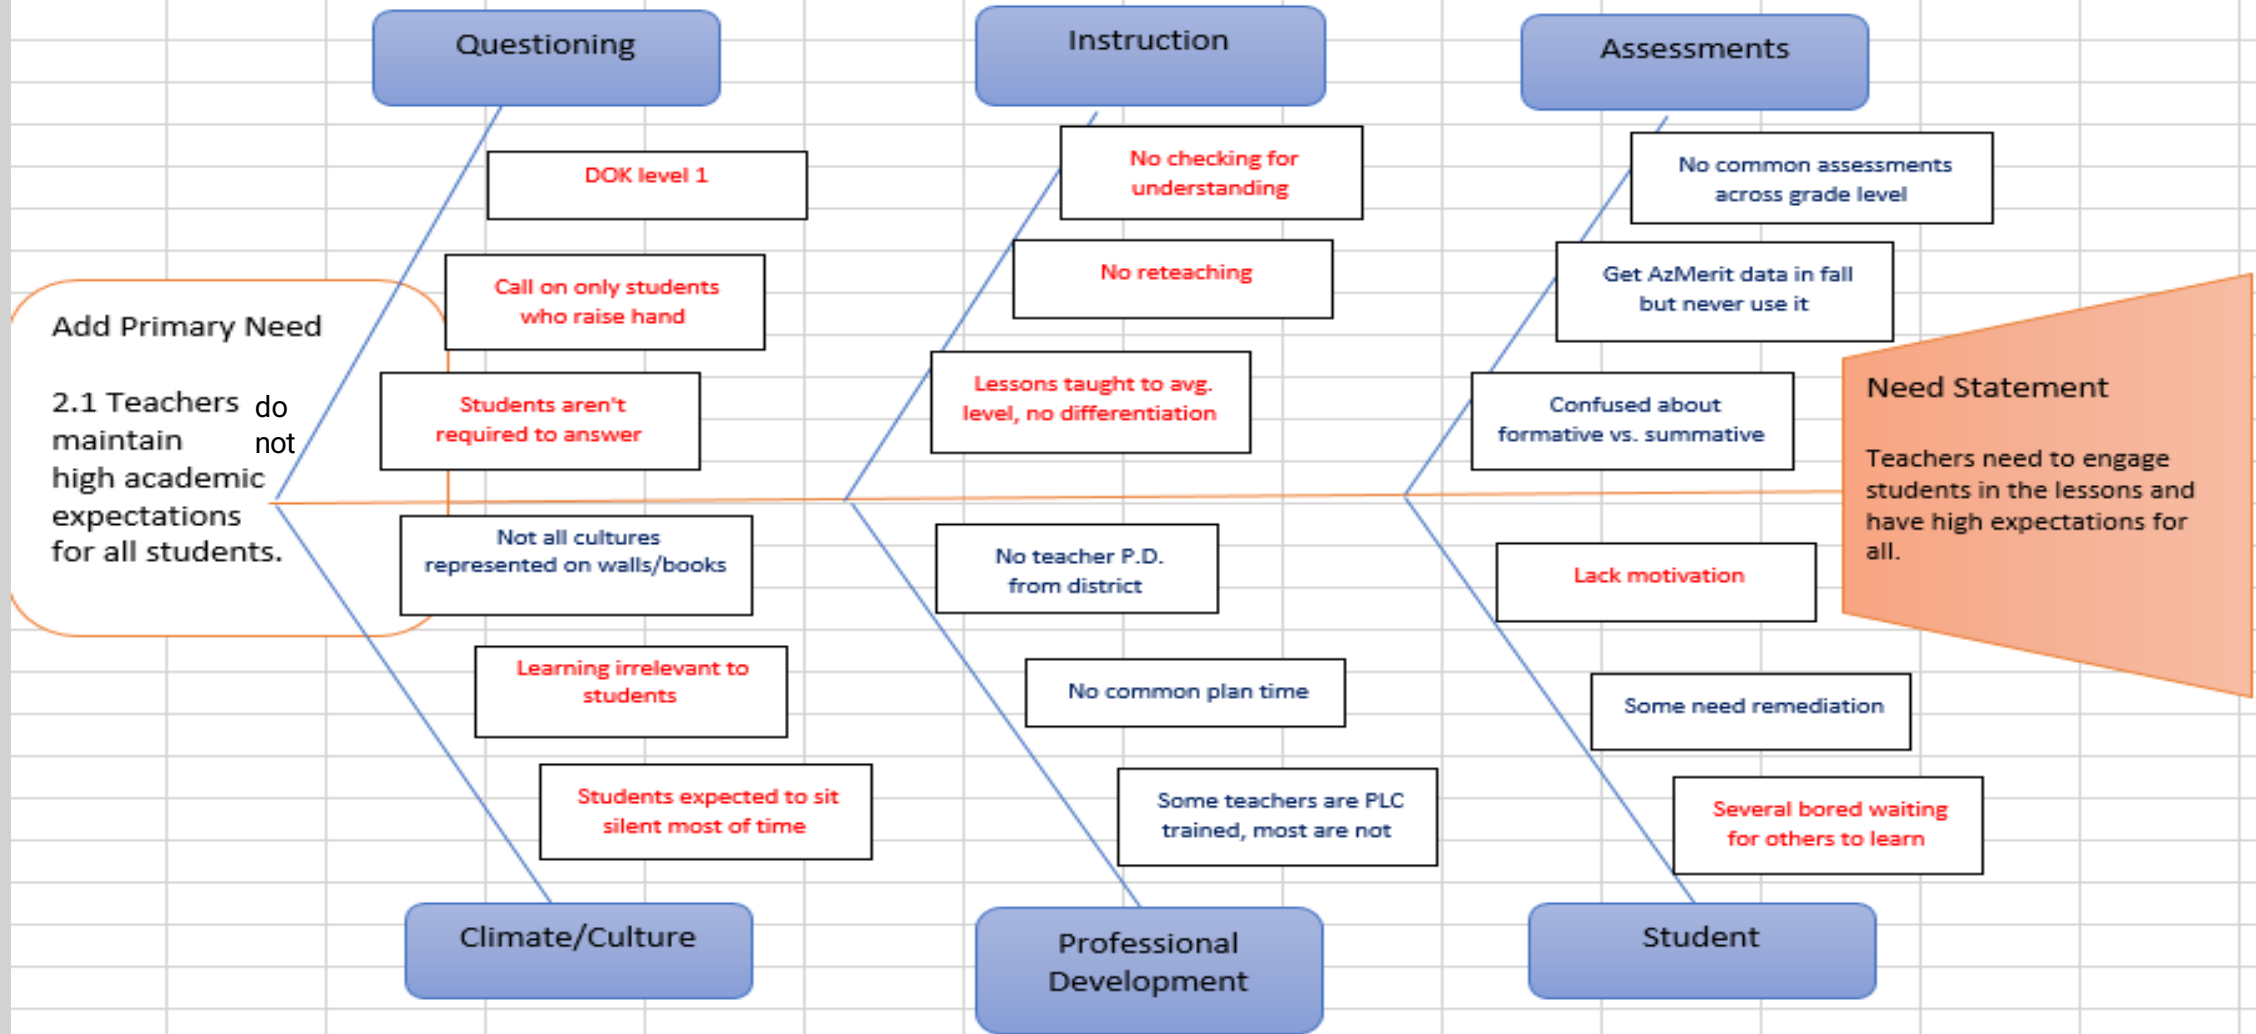 Questioning
Instruction
Assessments
DOK level 1
Call on only students
who raise hand
Students aren't
required to answer
No checking for
understanding
No reteaching
Lessons taught to avg.
level, no differentiation
No common assessments
across grade level
Get AzMerit data in fall
but never use it
Confused about
formative vs. summative
Add Primary Need
2.1 Teachers do
maintain not
high academic
expectations
for all students.
Need Statement
Teachers need to engage
students in the lessons and
have high expectations for
all.
Not all cultures
represented on walls/books
Learning irrelevant to
students
Students expected to sit
silent most of time
No teacher P.D.
from district
No common plan time
Some teachers are PLC
trained, most are not
Lack motivation
Some need remediation
Several bored waiting
for others to learn
Climate/Culture
Professional
Development
Student